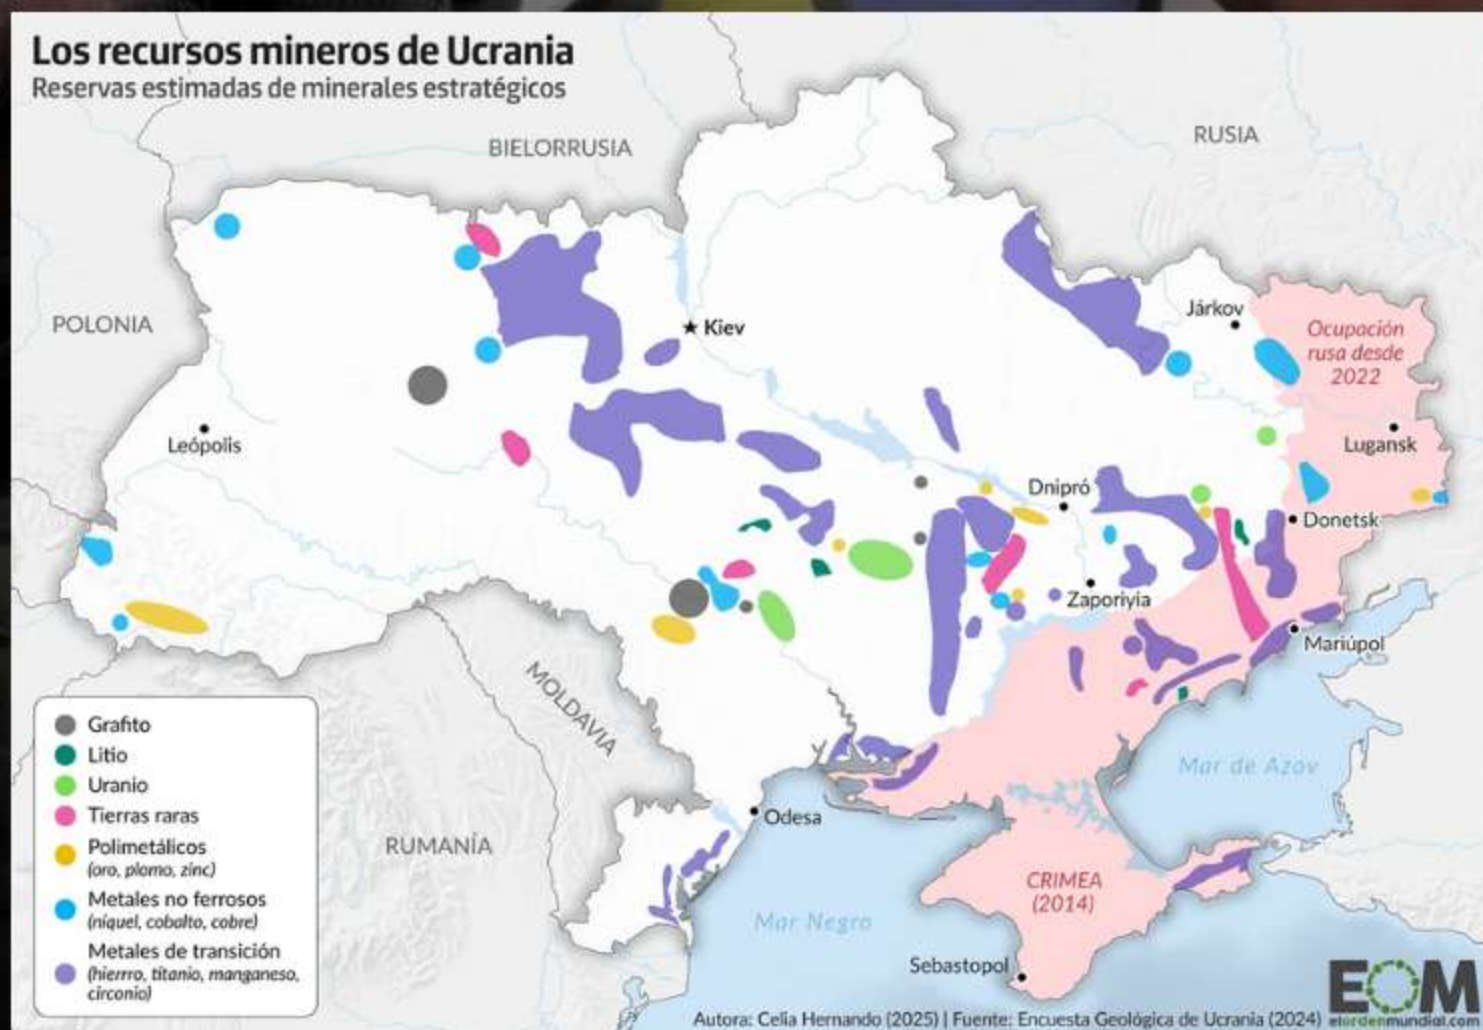 Los recursos mineros de Ucrania
Reservas estimadas de minerales estratégicos
BIELORRUSIA
RUSIA
POLONIA
Kiev
Járkov
Ocupación
rusa desde
2022
Leópolis
Lugansk
Dnipró
Donetsk
Zaporiyia
Mariúpol
MOLDAVIA
Mar de Azov
Odesa
RUMANÍA
CRIMEA
(2014)
Mar Negro
Sebastopol
Grafito
Litio
Uranio
Tierras raras
Polimetálicos
(oro, plomo, zinc)
Metales no ferrosos
(níquel, cobalto, cobre)
Metales de transición
(hierrro, titanio, manganeso,
circonio)
Autora: Celia Hernando (2025) | Fuente: Encuesta Geológica de Ucrania (2024)
EOM
elordenmundial.com